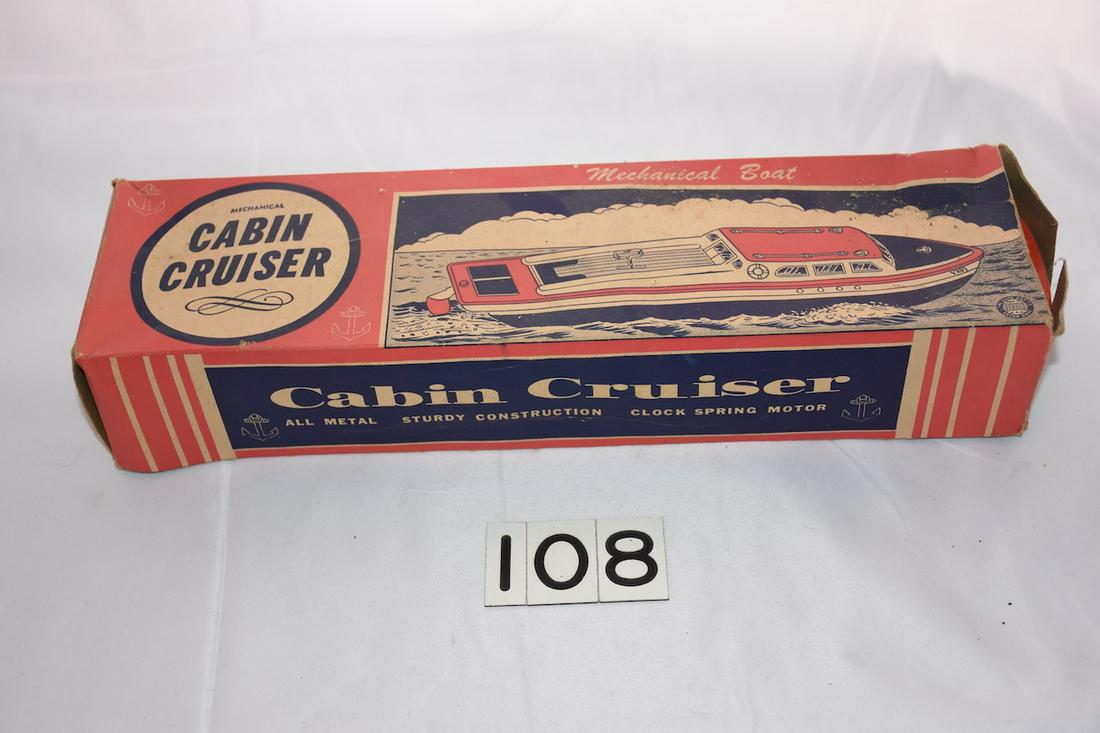 MECHANICAL
CABIN
CRUISER
Mechanical Boat
Cabin Cruiser
ALL METAL STURDY CONSTRUCTION CLOCK SPRING MOTOR
108